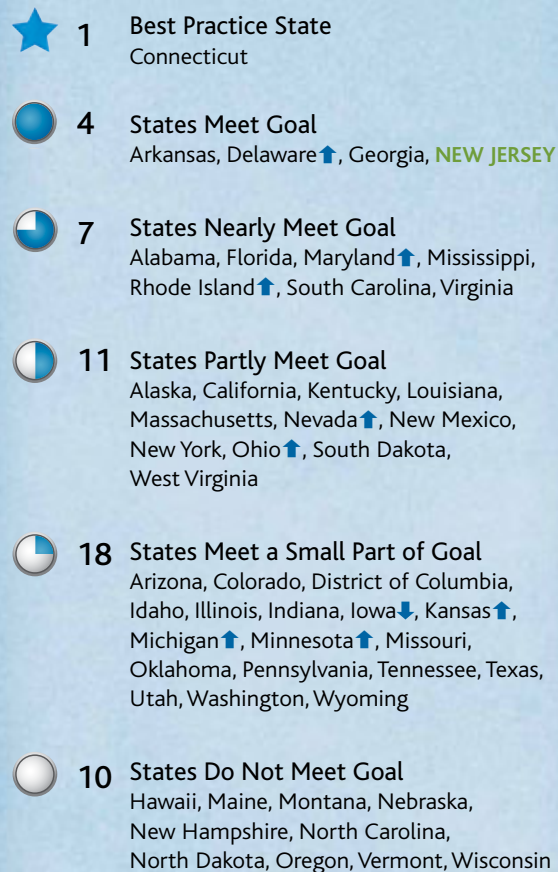 1 Best Practice State
Connecticut
4 States Meet Goal
Arkansas, Delaware⬆, Georgia, NEW JERSEY
7 States Nearly Meet Goal
Alabama, Florida, Maryland⬆, Mississippi,
Rhode Island⬆, South Carolina, Virginia
11 States Partly Meet Goal
Alaska, California, Kentucky, Louisiana,
Massachusetts, Nevada⬆, New Mexico,
New York, Ohio⬆, South Dakota,
West Virginia
18 States Meet a Small Part of Goal
Arizona, Colorado, District of Columbia,
Idaho, Illinois, Indiana, Iowa⬇, Kansas⬆,
Michigan⬆, Minnesota⬆, Missouri,
Oklahoma, Pennsylvania, Tennessee, Texas,
Utah, Washington, Wyoming
10 States Do Not Meet Goal
Hawaii, Maine, Montana, Nebraska,
New Hampshire, North Carolina,
North Dakota, Oregon, Vermont, Wisconsin